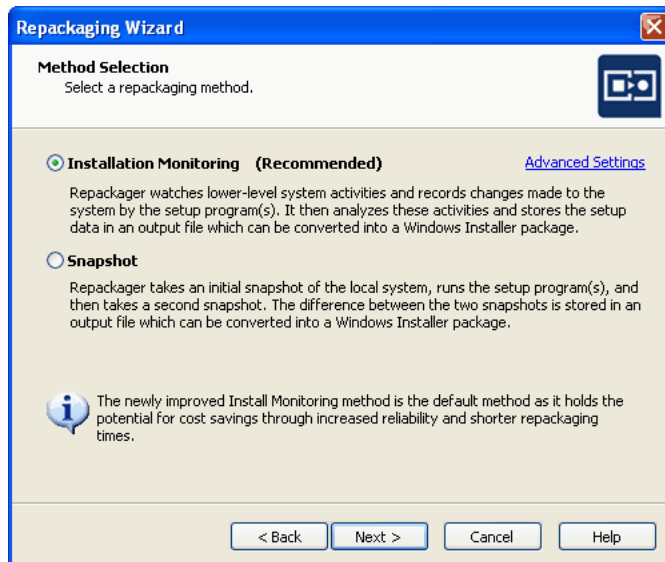 Repackaging Wizard
Method Selection
Select a repackaging method.
Installation Monitoring (Recommended)
Advanced Settings
Repackager watches lower-level system activities and records changes made to the
system by the setup program(s). It then analyzes these activities and stores the setup
data in an output file which can be converted into a Windows Installer package.
Snapshot
Repackager takes an initial snapshot of the local system, runs the setup program(s), and
then takes a second snapshot. The difference between the two snapshots is stored in an
output file which can be converted into a Windows Installer package.
The newly improved Install Monitoring method is the default method as it holds the
potential for cost savings through increased reliability and shorter repackaging
times.
< Back
Next >
Cancel
Help